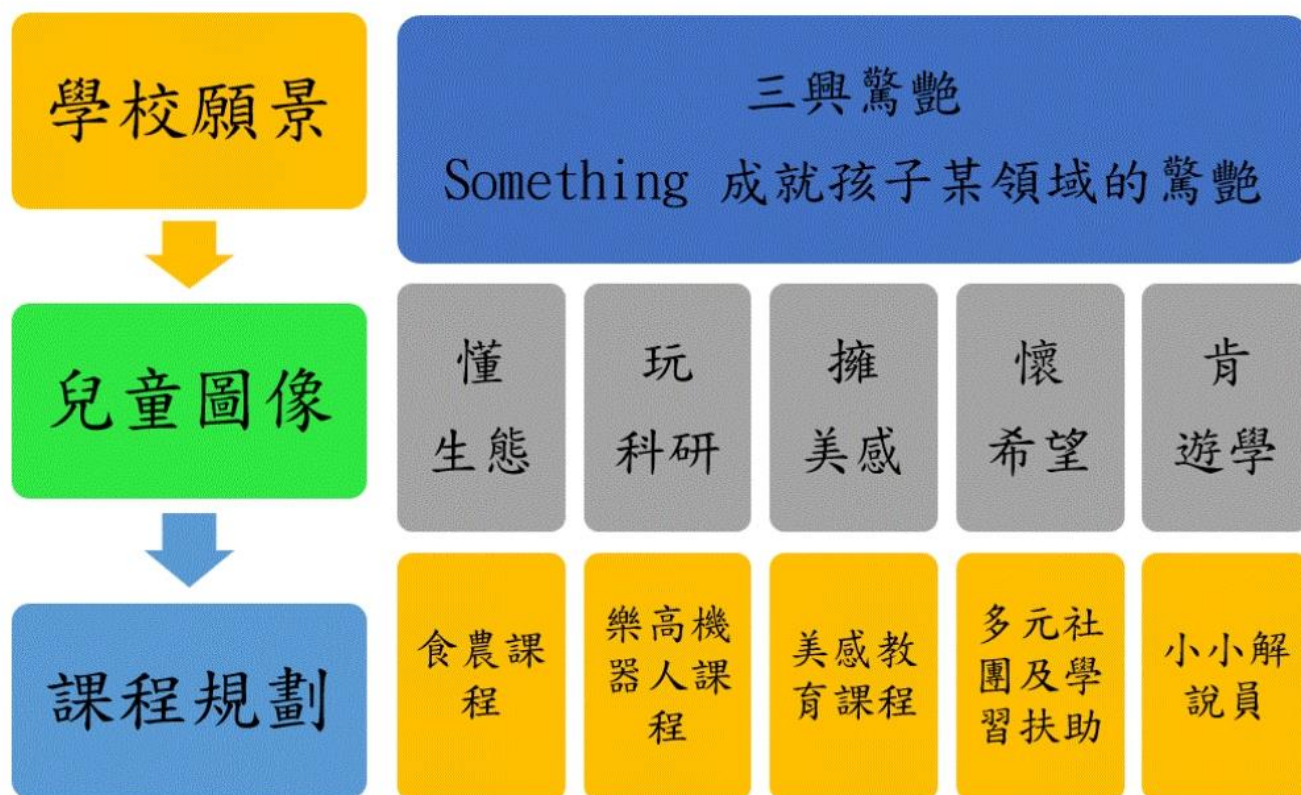 學校願景
三興驚艷
Something 成就孩子某領域的驚艷
兒童圖像
懂
生態
玩
科研
擁
美感
懷
希望
肯
遊學
課程規劃
食農課
程
樂高機
器人課
程
美感教
育課程
多元社
團及學
習扶助
小小解
說員